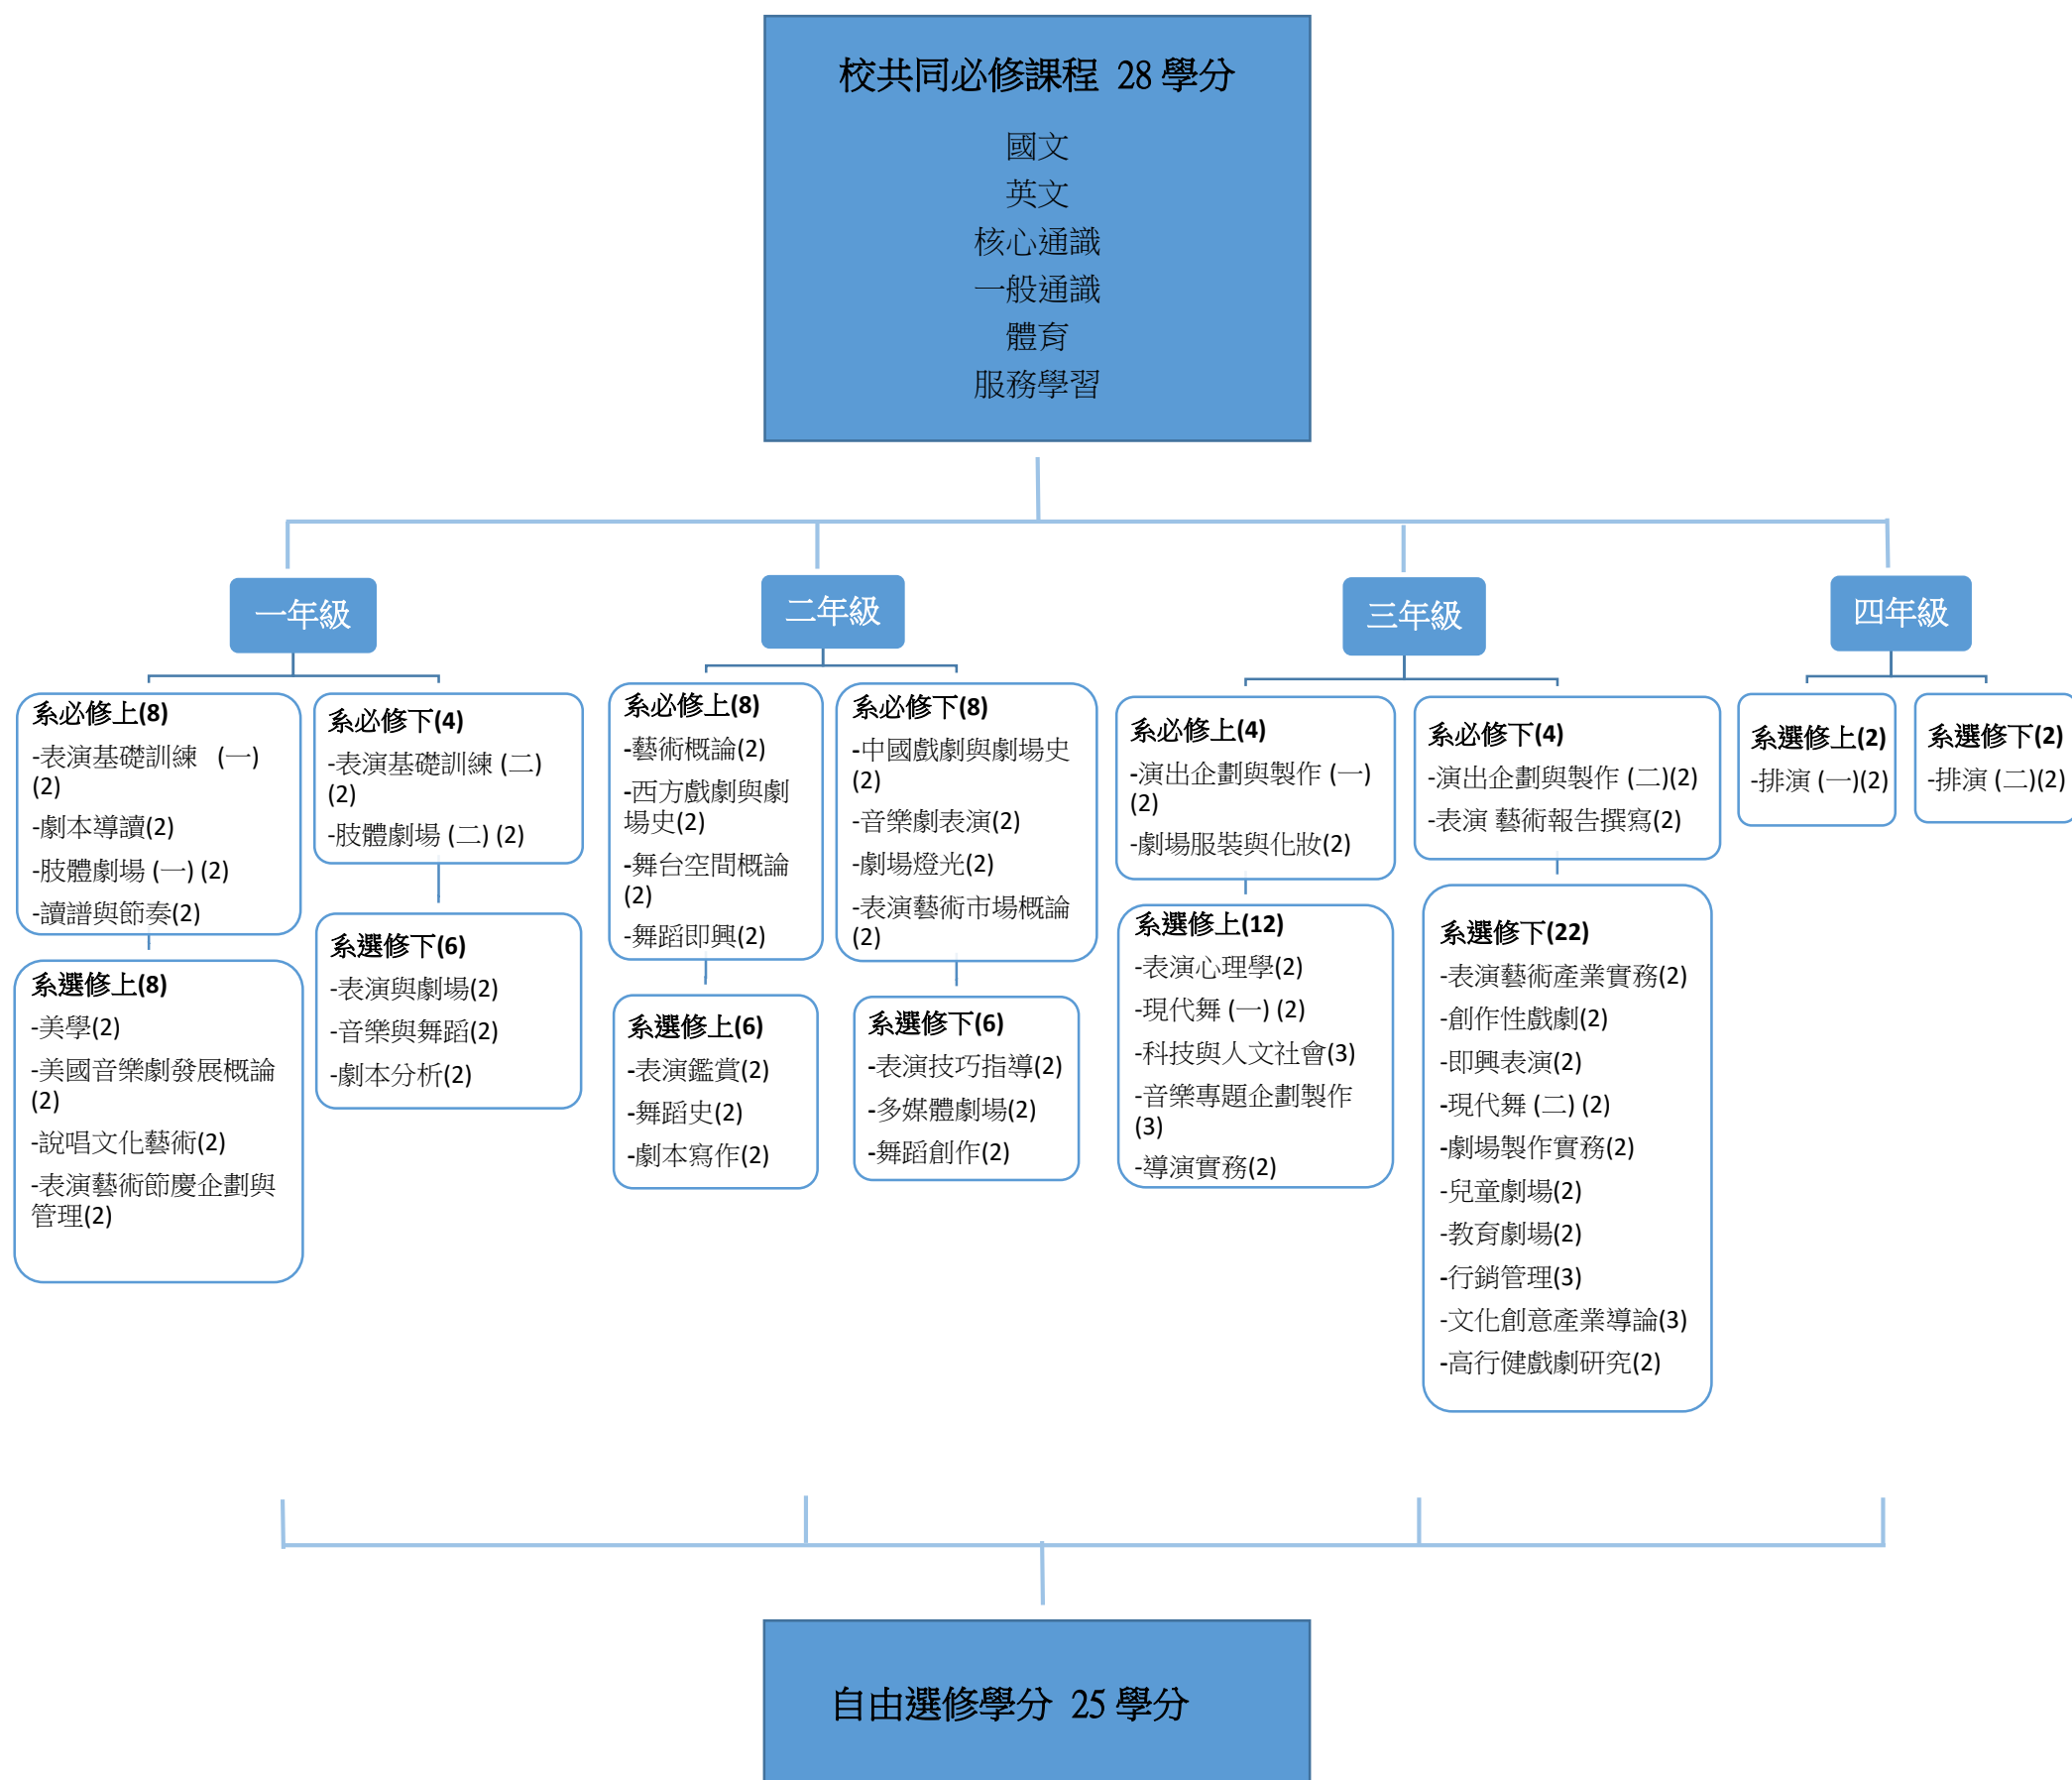 校共同必修課程 28 學分
國文
英文
核心通識
一般通識
體育
服務學習
一年級
二年級
三年級
四年級
系必修上(8)
-表演基礎訓練 (一)
(2)
-劇本導讀(2)
-肢體劇場 (一) (2)
-讀譜與節奏(2)
系選修上(8)
-美學(2)
-美國音樂劇發展概論
(2)
-說唱文化藝術(2)
-表演藝術節慶企劃與
管理(2)
系必修下(4)
-表演基礎訓練 (二)
(2)
-肢體劇場 (二) (2)
系選修下(6)
-表演與劇場(2)
-音樂與舞蹈(2)
-劇本分析(2)
系必修上(8)
-藝術概論(2)
-西方戲劇與劇
場史(2)
-舞台空間概論
(2)
-舞蹈即興(2)
系選修上(6)
-表演鑑賞(2)
-舞蹈史(2)
-劇本寫作(2)
系必修下(8)
-中國戲劇與劇場史
(2)
-音樂劇表演(2)
-劇場燈光(2)
-表演藝術市場概論
(2)
系選修下(6)
-表演技巧指導(2)
-多媒體劇場(2)
-舞蹈創作(2)
系必修上(4)
-演出企劃與製作 (一)
(2)
-劇場服裝與化妝(2)
系選修上(12)
-表演心理學(2)
-現代舞 (一) (2)
-科技與人文社會(3)
-音樂專題企劃製作
(3)
-導演實務(2)
系必修下(4)
-演出企劃與製作 (二)(2)
-表演 藝術報告撰寫(2)
系選修下(22)
-表演藝術產業實務(2)
-創作性戲劇(2)
-即興表演(2)
-現代舞 (二) (2)
-劇場製作實務(2)
-兒童劇場(2)
-教育劇場(2)
-行銷管理(3)
-文化創意產業導論(3)
-高行健戲劇研究(2)
系選修上(2)
-排演 (一)(2)
系選修下(2)
-排演 (二)(2)
自由選修學分 25 學分